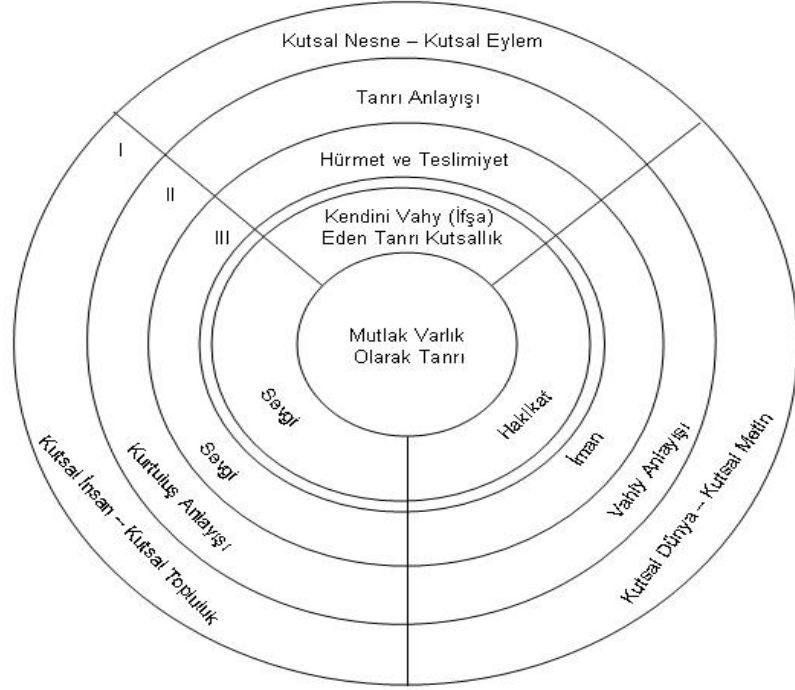 Kutsal Nesne – Kutsal Eylem
Tanrı Anlayışı
I
Hürmet ve Teslimiyet
II
Kendini Vahy (İfşa)
III
Eden Tanrı Kutsallık
Mutlak Varlık
Olarak Tanrı
Sevgi
Hakikat
Sevgi
İman
Kurtuluş Anlayışı
Vahiy Anlayışı
Kutsal İnsan – Kutsal Topluluk
Kutsal Dünya – Kutsal Metin